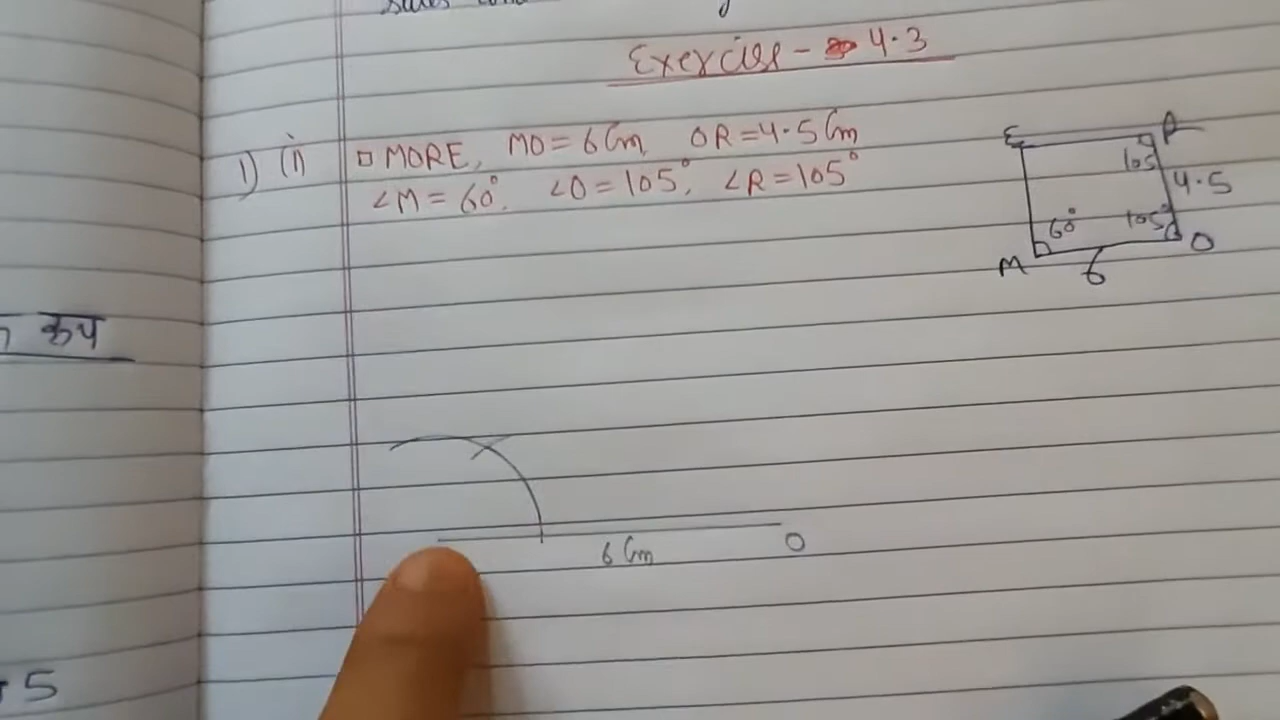 Exercise - 4.3
1) (i) □ MORE, MO = 6 Cm OR = 4.5 Cm
∠M = 60°, ∠O = 105°, ∠R = 105°
E R
105
4.5
60° 105°
M 6 O
कय
6 Cm O
5